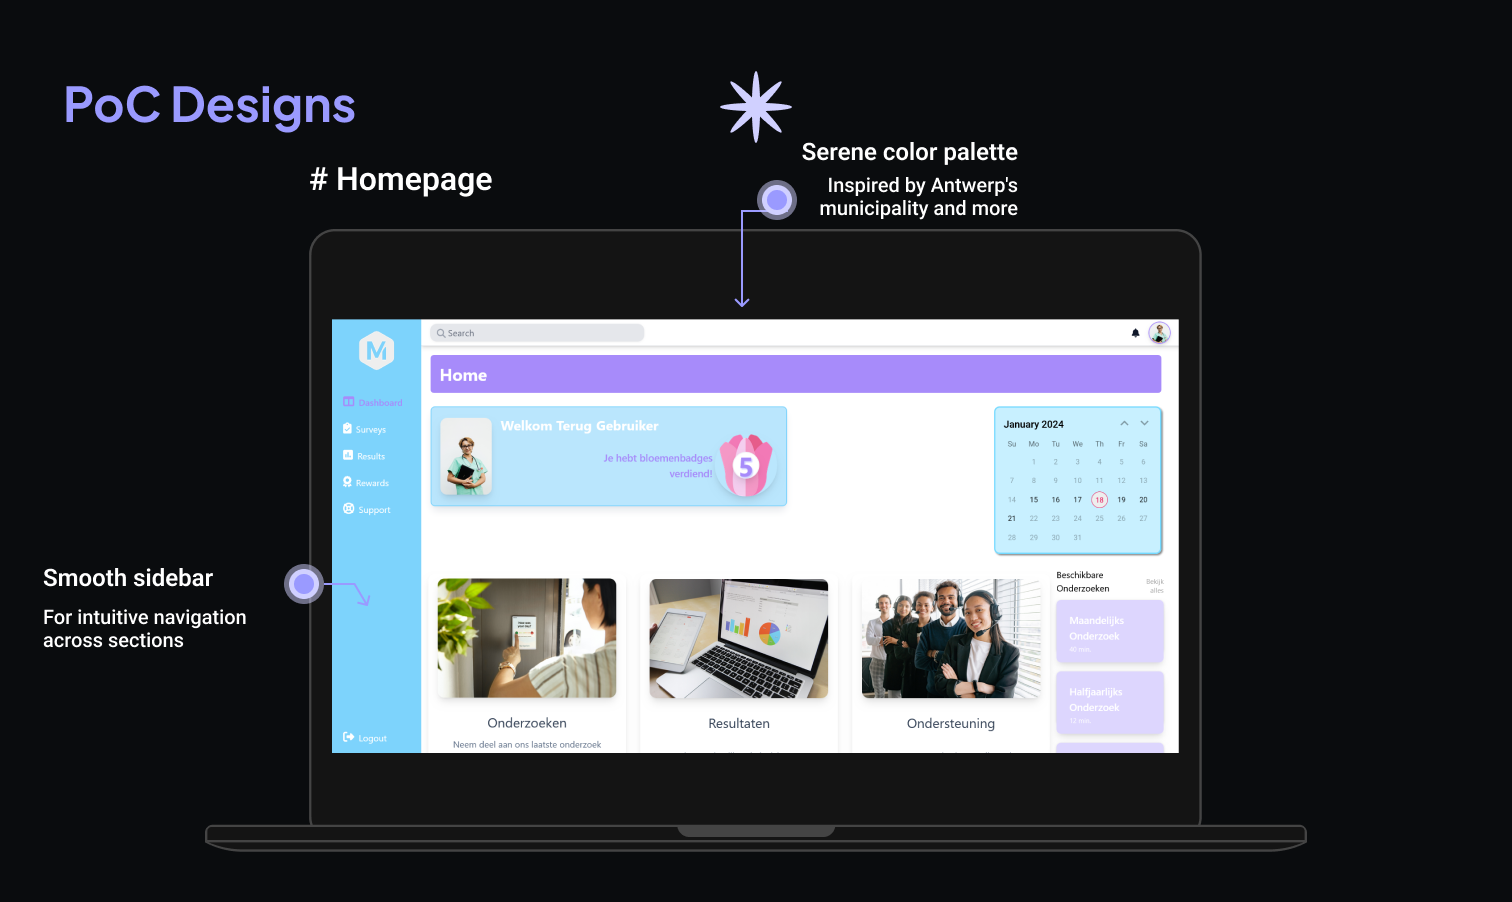 PoC Designs
# Homepage
Serene color palette
Inspired by Antwerp's
municipality and more
Smooth sidebar
For intuitive navigation
across sections
M
Dashboard
Surveys
Results
Rewards
Support
Logout
Search
Home
Welkom Terug Gebruiker
Je hebt bloemenbadges
verdiend!
5
January 2024
Su Mo Tu We Th Fr Sa
1 2 3 4 5 6
7 8 9 10 11 12 13
14 15 16 17 18 19 20
21 22 23 24 25 26 27
28 29 30 31
Onderzoeken
Neem deel aan ons laatste onderzoek
Resultaten
Ondersteuning
Beschikbare
Onderzoeken
Bekijk
alles
Maandelijks
Onderzoek
45 min.
Halfjaarlijks
Onderzoek
12 min.